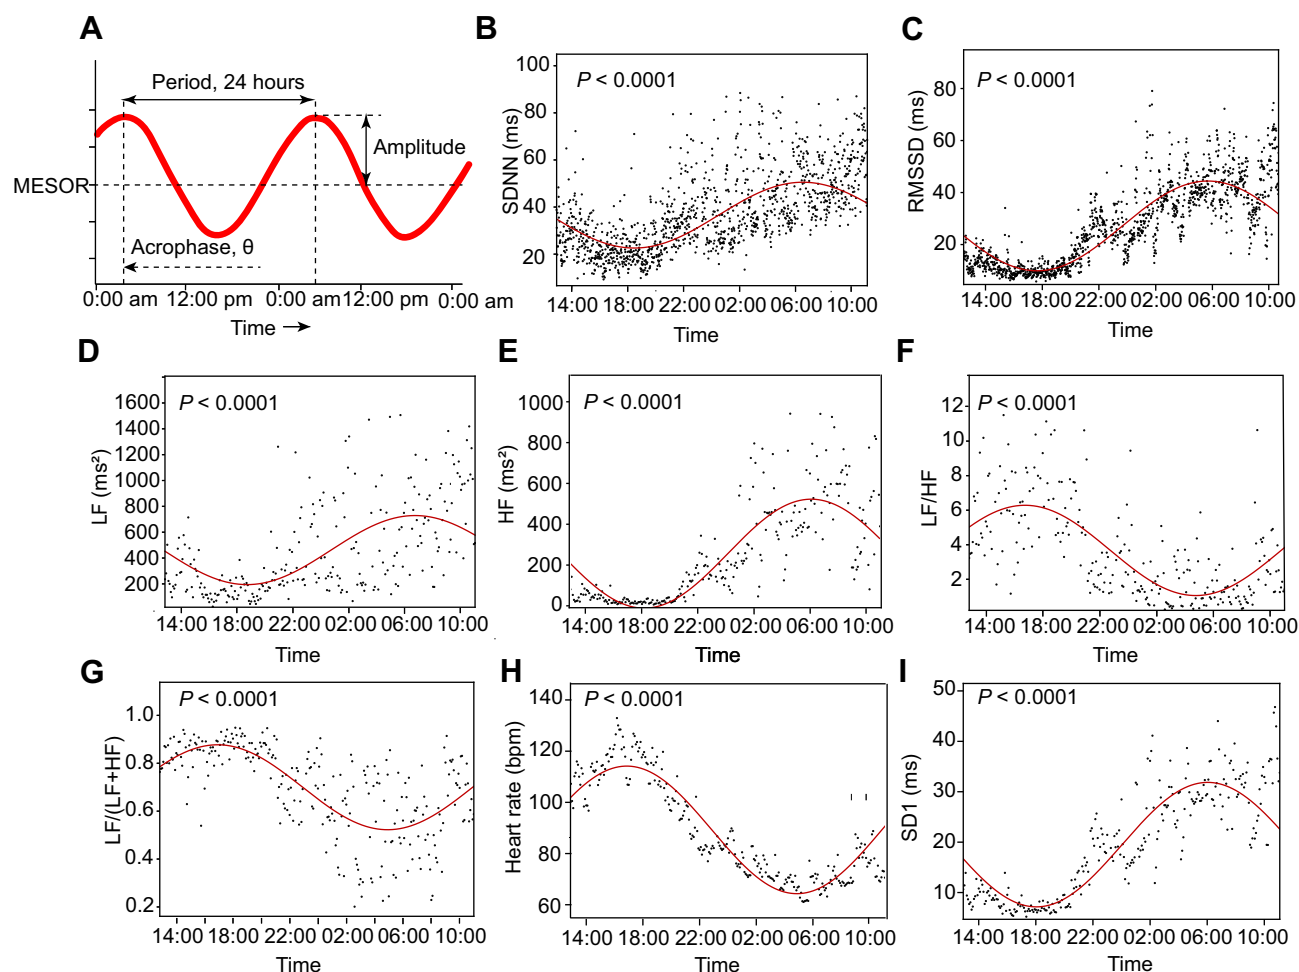 A
Period, 24 hours
Amplitude
MESOR
Acrophase, θ
0:00 am 12:00 pm 0:00 am 12:00 pm 0:00 am
Time
B
P < 0.0001
SDNN (ms)
100
80
60
40
20
14:00 18:00 22:00 02:00 06:00 10:00
Time
C
P < 0.0001
RMSSD (ms)
80
60
40
20
14:00 18:00 22:00 02:00 06:00 10:00
Time
D
P < 0.0001
LF (ms²)
1600
1400
1200
1000
800
600
400
200
14:00 18:00 22:00 02:00 06:00 10:00
Time
E
P < 0.0001
HF (ms²)
1000
800
600
400
200
0
14:00 18:00 22:00 02:00 06:00 10:00
Time
F
P < 0.0001
LF/HF
12
10
8
6
4
2
14:00 18:00 22:00 02:00 06:00 10:00
Time
G
P < 0.0001
LF/(LF+HF)
1.0
0.8
0.6
0.4
0.2
14:00 18:00 22:00 02:00 06:00 10:00
Time
H
P < 0.0001
Heart rate (bpm)
140
120
100
80
60
14:00 18:00 22:00 02:00 06:00 10:00
Time
I
P < 0.0001
SD1 (ms)
50
40
30
20
10
14:00 18:00 22:00 02:00 06:00 10:00
Time